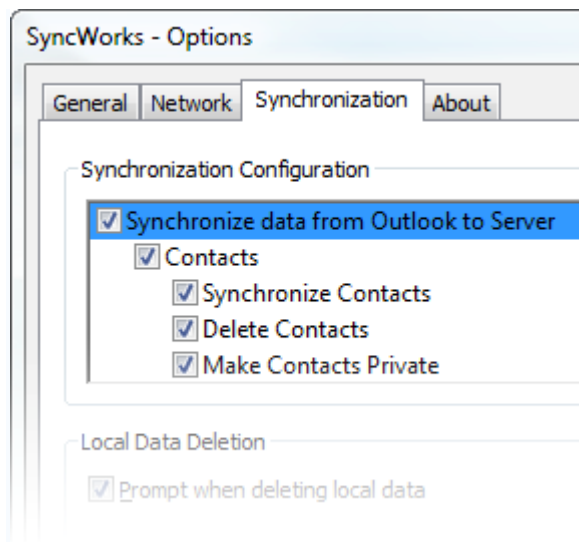 SyncWorks - Options
General Network Synchronization About
Synchronization Configuration
Synchronize data from Outlook to Server
Contacts
Synchronize Contacts
Delete Contacts
Make Contacts Private
Local Data Deletion
Prompt when deleting local data